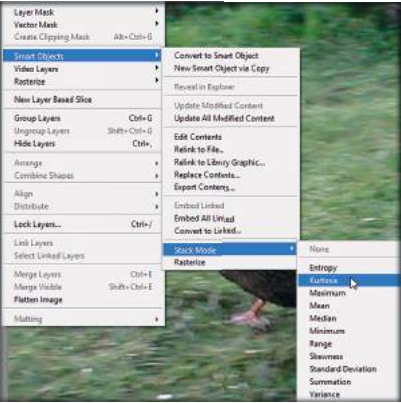 Layer Mask
Vector Mask
Create Clipping Mask Alt+Ctrl+G
Smart Objects
Video Layers
Rasterize
New Layer Based Slice
Group Layers Ctrl+G
Ungroup Layers Shift+Ctrl+G
Hide Layers Ctrl+,
Arrange
Combine Shapes
Align
Distribute
Lock Layers... Ctrl+/
Link Layers
Select Linked Layers
Merge Layers Ctrl+E
Merge Visible Shift+Ctrl+E
Flatten Image
Matting
Convert to Smart Object
New Smart Object via Copy
Reveal in Explorer
Update Modified Content
Update All Modified Content
Edit Contents
Relink to File...
Relink to Library Graphic...
Replace Contents...
Export Contents...
Embed Linked
Embed All Linked
Convert to Linked...
Stack Mode
Rasterize
None
Entropy
Kurtosis
Maximum
Mean
Median
Minimum
Range
Skewness
Standard Deviation
Summation
Variance